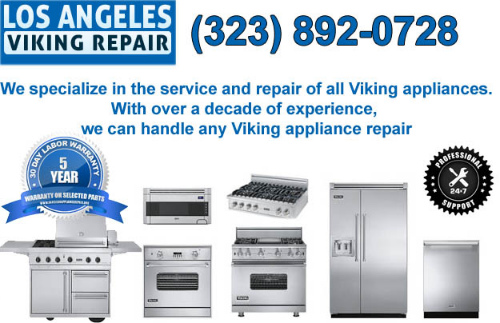 LOS ANGELES
VIKING REPAIR
(323) 892-0728
We specialize in the service and repair of all Viking appliances.
With over a decade of experience,
we can handle any Viking appliance repair
30 DAY LABOR WARRANTY
5
YEAR
WARRANTY ON SELECTED PARTS
PROFESSIONAL
24-7
SUPPORT